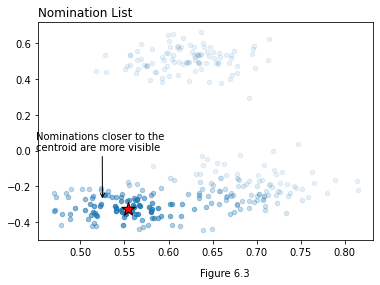 Nomination List
0.6
0.4
0.2
0.0
−0.2
−0.4
Nominations closer to the
centroid are more visible
0.50 0.55 0.60 0.65 0.70 0.75 0.80
Figure 6.3